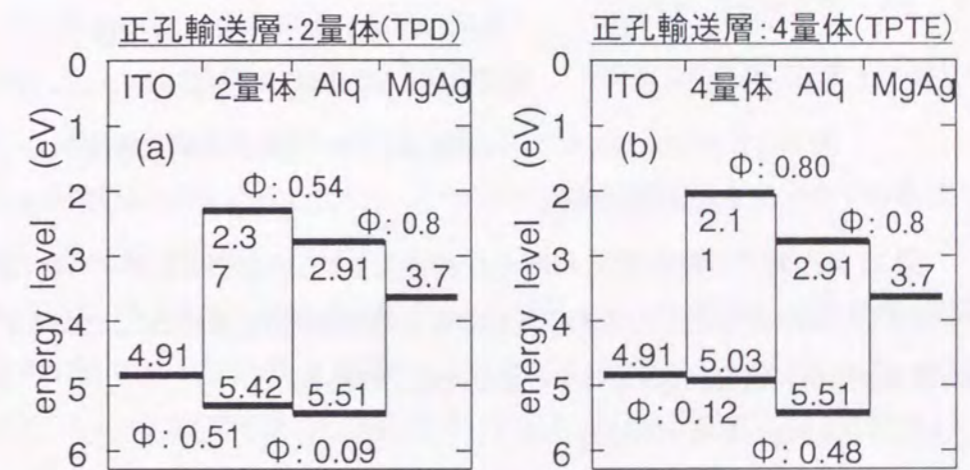 正孔輸送層:2量体(TPD)
0
ITO 2量体 Alq MgAg
1
(a)
Φ: 0.54
2
Φ: 0.8
2.3
7
2.91
3.7
3
4
4.91
5.42
5.51
5
Φ: 0.51
Φ: 0.09
6
energy level (eV)
正孔輸送層:4量体(TPTE)
0
ITO 4量体 Alq MgAg
1
(b)
Φ: 0.80
2
Φ: 0.8
2.1
1
2.91
3.7
3
4
4.91
5.03
5.51
5
Φ: 0.12
Φ: 0.48
6
energy level (eV)